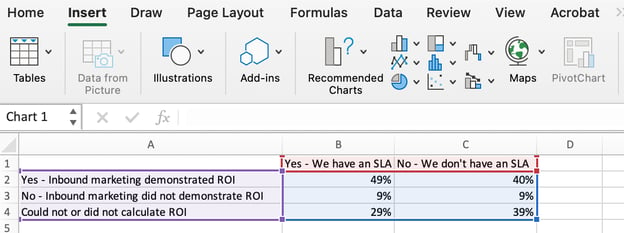 Home Insert Draw Page Layout Formulas Data Review View Acrobat >>
Tables Data from Picture Illustrations Add-ins Recommended Charts Maps PivotChart
Chart 1 fx
A B C D
1 Yes - We have an SLA No - We don't have an SLA
2 Yes - Inbound marketing demonstrated ROI 49% 40%
3 No - Inbound marketing did not demonstrate ROI 9% 9%
4 Could not or did not calculate ROI 29% 39%
5